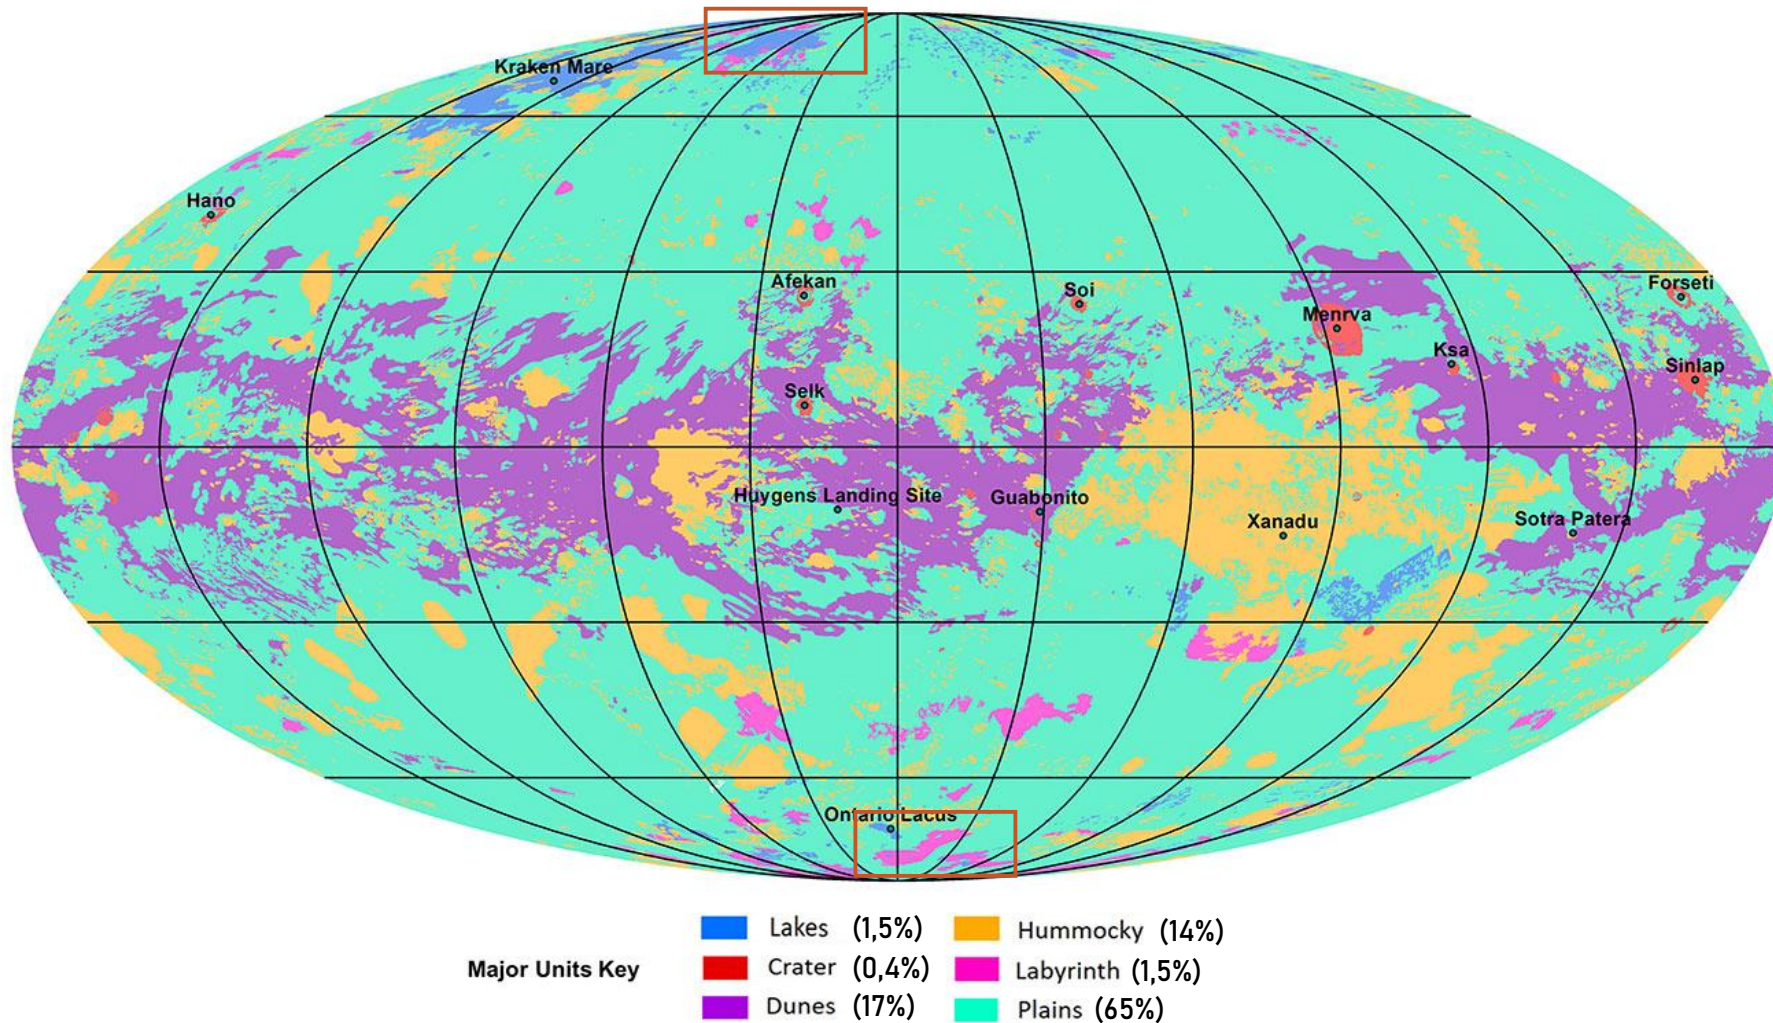 Kraken Mare
Hano
Afekan
Soi
Forseti
Menrva
Ksa
Sinlap
Selk
Huygens Landing Site
Guabonito
Xanadu
Sotra Patera
Ontario Lacus
Major Units Key
Lakes (1,5%)
Hummocky (14%)
Crater (0,4%)
Labyrinth (1,5%)
Dunes (17%)
Plains (65%)